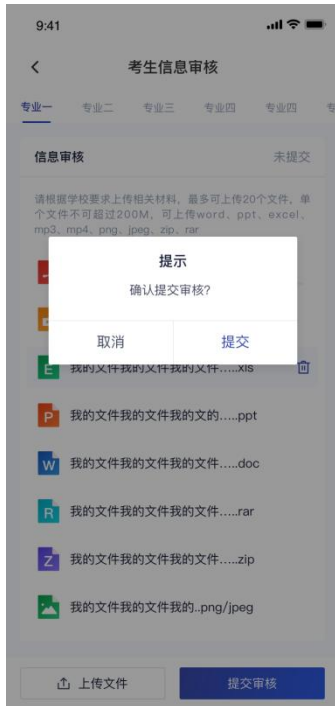 9:41
考生信息审核
专业一 专业二 专业三 专业四 专业四 专
信息审核 未提交
请根据学校要求上传相关材料，最多可上传20个文件，单
个文件不可超过200M，可上传word、ppt、excel、
mp3、mp4、png、jpeg、zip、rar
提示
确认提交审核?
取消 提交
E 我的文件我的文件我的文件.....xls
P 我的文件我的文件我的文的.....ppt
W 我的文件我的文件我的文件.....doc
R 我的文件我的文件我的文件.....rar
Z 我的文件我的文件我的文件.....zip
我的文件我的文件我的..png/jpeg
上传文件 提交审核